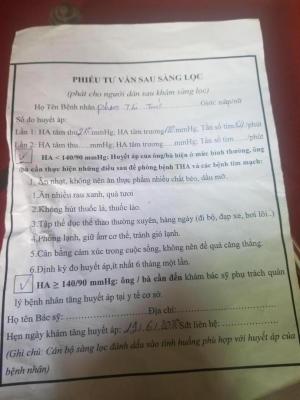 PHIẾU TƯ VẤN SAU SÀNG LỌC
(phát cho người dân sau khám sàng lọc)
Họ Tên Bệnh nhân phạm Thị Giới: nam/nữ
Số đo huyết áp:
Lần 1: HA tâm thu mmHg; HA tâm trương mmHg, Tần số tim /phút
Lần 2: HA tâm thu......mmHg; HA tâm trương......mmHg, Tần số tim....../phút
HA < 140/90 mmHg: Huyết áp của ông/bà hiện ở mức bình thường, ông
bà cần thực hiện những điều sau để phòng bệnh THA và các bệnh tim mạch:
1. Ăn nhạt, không nên ăn thực phẩm nhiều chất béo, dầu mỡ.
1.Ăn nhiều rau xanh, quả tươi
2.Không hút thuốc lá, thuốc lào.
3.Tập thể dục thể thao thường xuyên, hàng ngày (đi bộ, đạp xe, bơi lôi..)
4.Phòng lạnh, giữ ấm cơ thể, tránh gió lạnh.
5.Cân bằng cảm xúc trong cuộc sống, không nên để quá căng thẳng.
6.Định kỳ đo huyết áp,ít nhất 6 tháng một lần.
HA ≥ 140/90 mmHg: ông / bà cần đến khám bác sỹ phụ trách quản
lý bệnh nhân tăng huyết áp tại y tế cơ sở.
Họ tên Bác sỹ:......Địa chỉ:......
Hẹn ngày khám tăng huyết áp: Sđt liên hệ:......
(Ghi chú: Cán bộ sàng lọc đánh dấu vào tình huống phù hợp với huyết áp của
bệnh nhân)